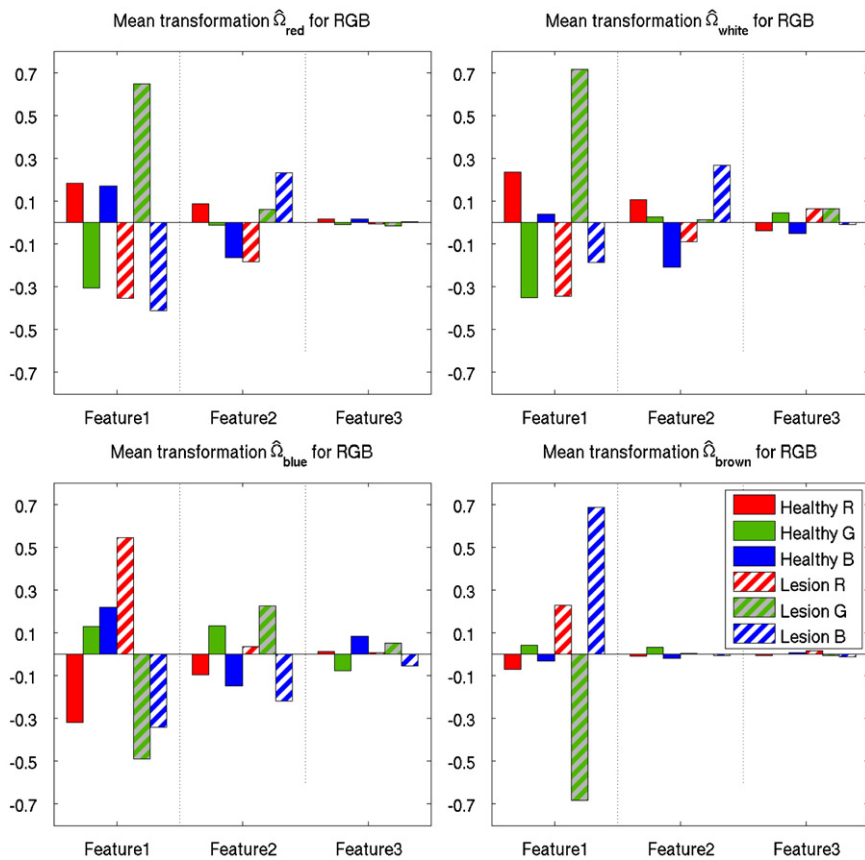 Mean transformation Ω̂red for RGB
0.7
0.5
0.3
0.1
-0.1
-0.3
-0.5
-0.7
Feature1 Feature2 Feature3
Mean transformation Ω̂white for RGB
0.7
0.5
0.3
0.1
-0.1
-0.3
-0.5
-0.7
Feature1 Feature2 Feature3
Mean transformation Ω̂blue for RGB
0.7
0.5
0.3
0.1
-0.1
-0.3
-0.5
-0.7
Feature1 Feature2 Feature3
Mean transformation Ω̂brown for RGB
0.7
0.5
0.3
0.1
-0.1
-0.3
-0.5
-0.7
Healthy R
Healthy G
Healthy B
Lesion R
Lesion G
Lesion B
Feature1 Feature2 Feature3